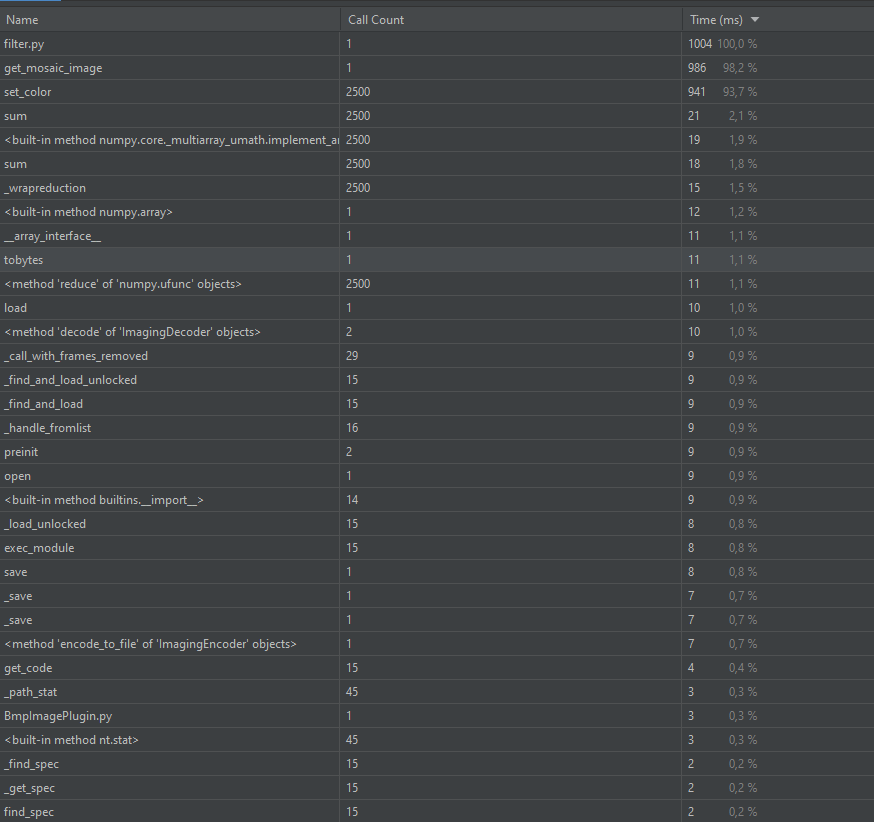 Name Call Count Time (ms)
filter.py 1 1004 100,0 %
get_mosaic_image 1 986 98,2 %
set_color 2500 941 93,7 %
sum 2500 21 2,1 %
<built-in method numpy.core._multiarray_umath.implement_ar 2500 19 1,9 %
sum 2500 18 1,8 %
_wrapreduction 2500 15 1,5 %
<built-in method numpy.array> 1 12 1,2 %
__array_interface__ 1 11 1,1 %
tobytes 1 11 1,1 %
<method 'reduce' of 'numpy.ufunc' objects> 2500 11 1,1 %
load 1 10 1,0 %
<method 'decode' of 'ImagingDecoder' objects> 2 10 1,0 %
_call_with_frames_removed 29 9 0,9 %
_find_and_load_unlocked 15 9 0,9 %
_find_and_load 15 9 0,9 %
_handle_fromlist 16 9 0,9 %
preinit 2 9 0,9 %
open 1 9 0,9 %
<built-in method builtins.__import__> 14 9 0,9 %
_load_unlocked 15 8 0,8 %
exec_module 15 8 0,8 %
save 1 8 0,8 %
_save 1 7 0,7 %
_save 1 7 0,7 %
<method 'encode_to_file' of 'ImagingEncoder' objects> 1 7 0,7 %
get_code 15 4 0,4 %
_path_stat 45 3 0,3 %
BmpImagePlugin.py 1 3 0,3 %
<built-in method nt.stat> 45 3 0,3 %
_find_spec 15 2 0,2 %
_get_spec 15 2 0,2 %
find_spec 15 2 0,2 %